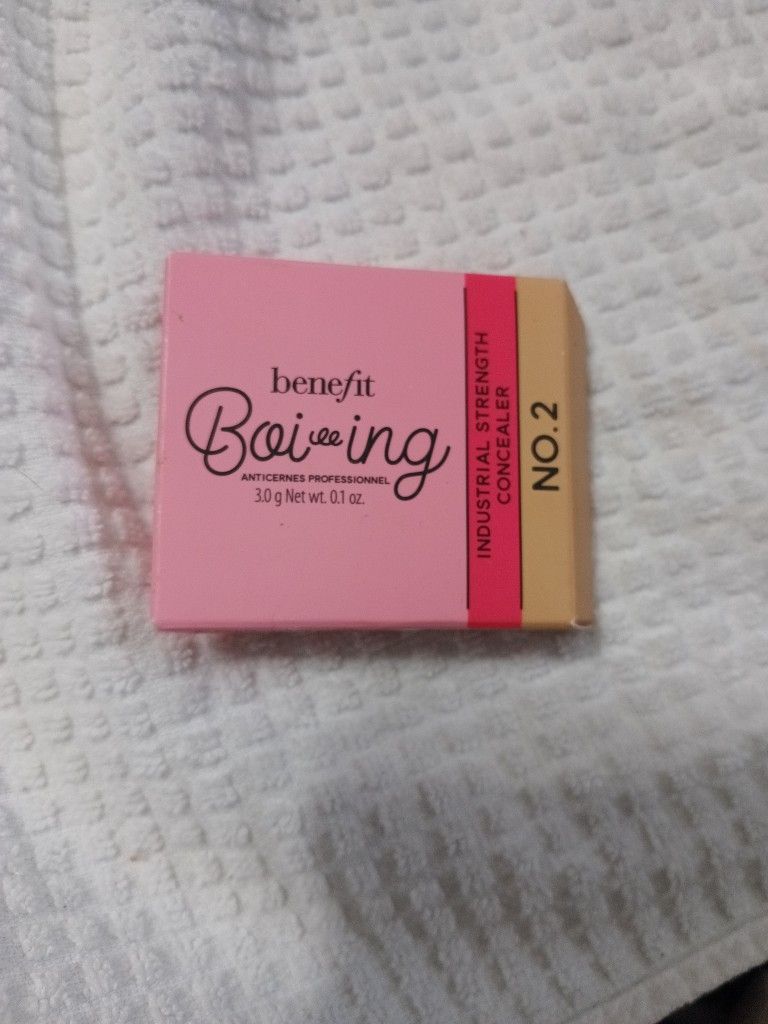 benefit
Boi-ing
ANTICERNES PROFESSIONNEL
3.0 g Net wt. 0.1 oz.
INDUSTRIAL STRENGTH
CONCEALER
NO. 2